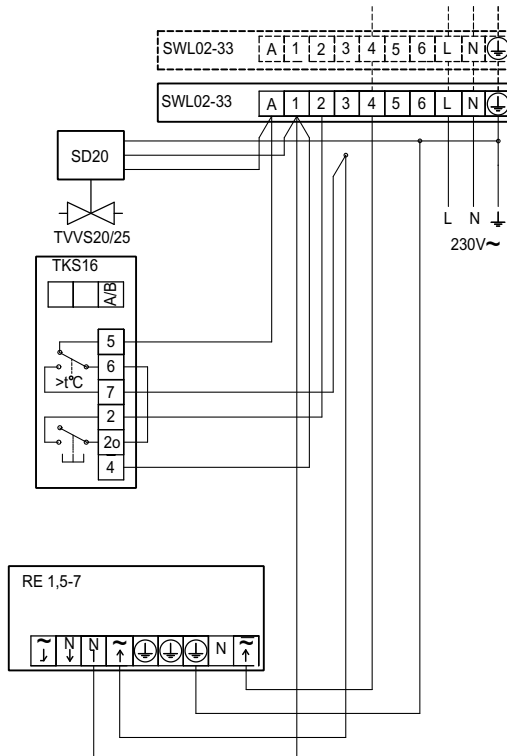 SWL02-33 A 1 2 3 4 5 6 L N
SWL02-33 A 1 2 3 4 5 6 L N
SD20
L N
TVVS20/25
230V~
TKS16
A/B
5
6
>t°C
7
2
2o
4
RE 1,5-7
~ N N ~ N ~